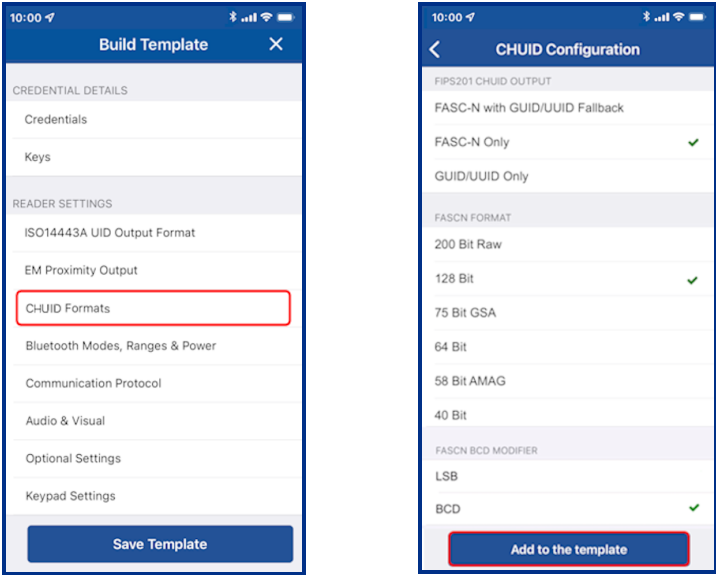 10:00
Build Template
CREDENTIAL DETAILS
Credentials
Keys
READER SETTINGS
ISO14443A UID Output Format
EM Proximity Output
CHUID Formats
Bluetooth Modes, Ranges & Power
Communication Protocol
Audio & Visual
Optional Settings
Keypad Settings
Save Template
10:00
CHUID Configuration
FIPS201 CHUID OUTPUT
FASC-N with GUID/UUID Fallback
FASC-N Only
GUID/UUID Only
FASCN FORMAT
200 Bit Raw
128 Bit
75 Bit GSA
64 Bit
58 Bit AMAG
40 Bit
FASCN BCD MODIFIER
LSB
BCD
Add to the template